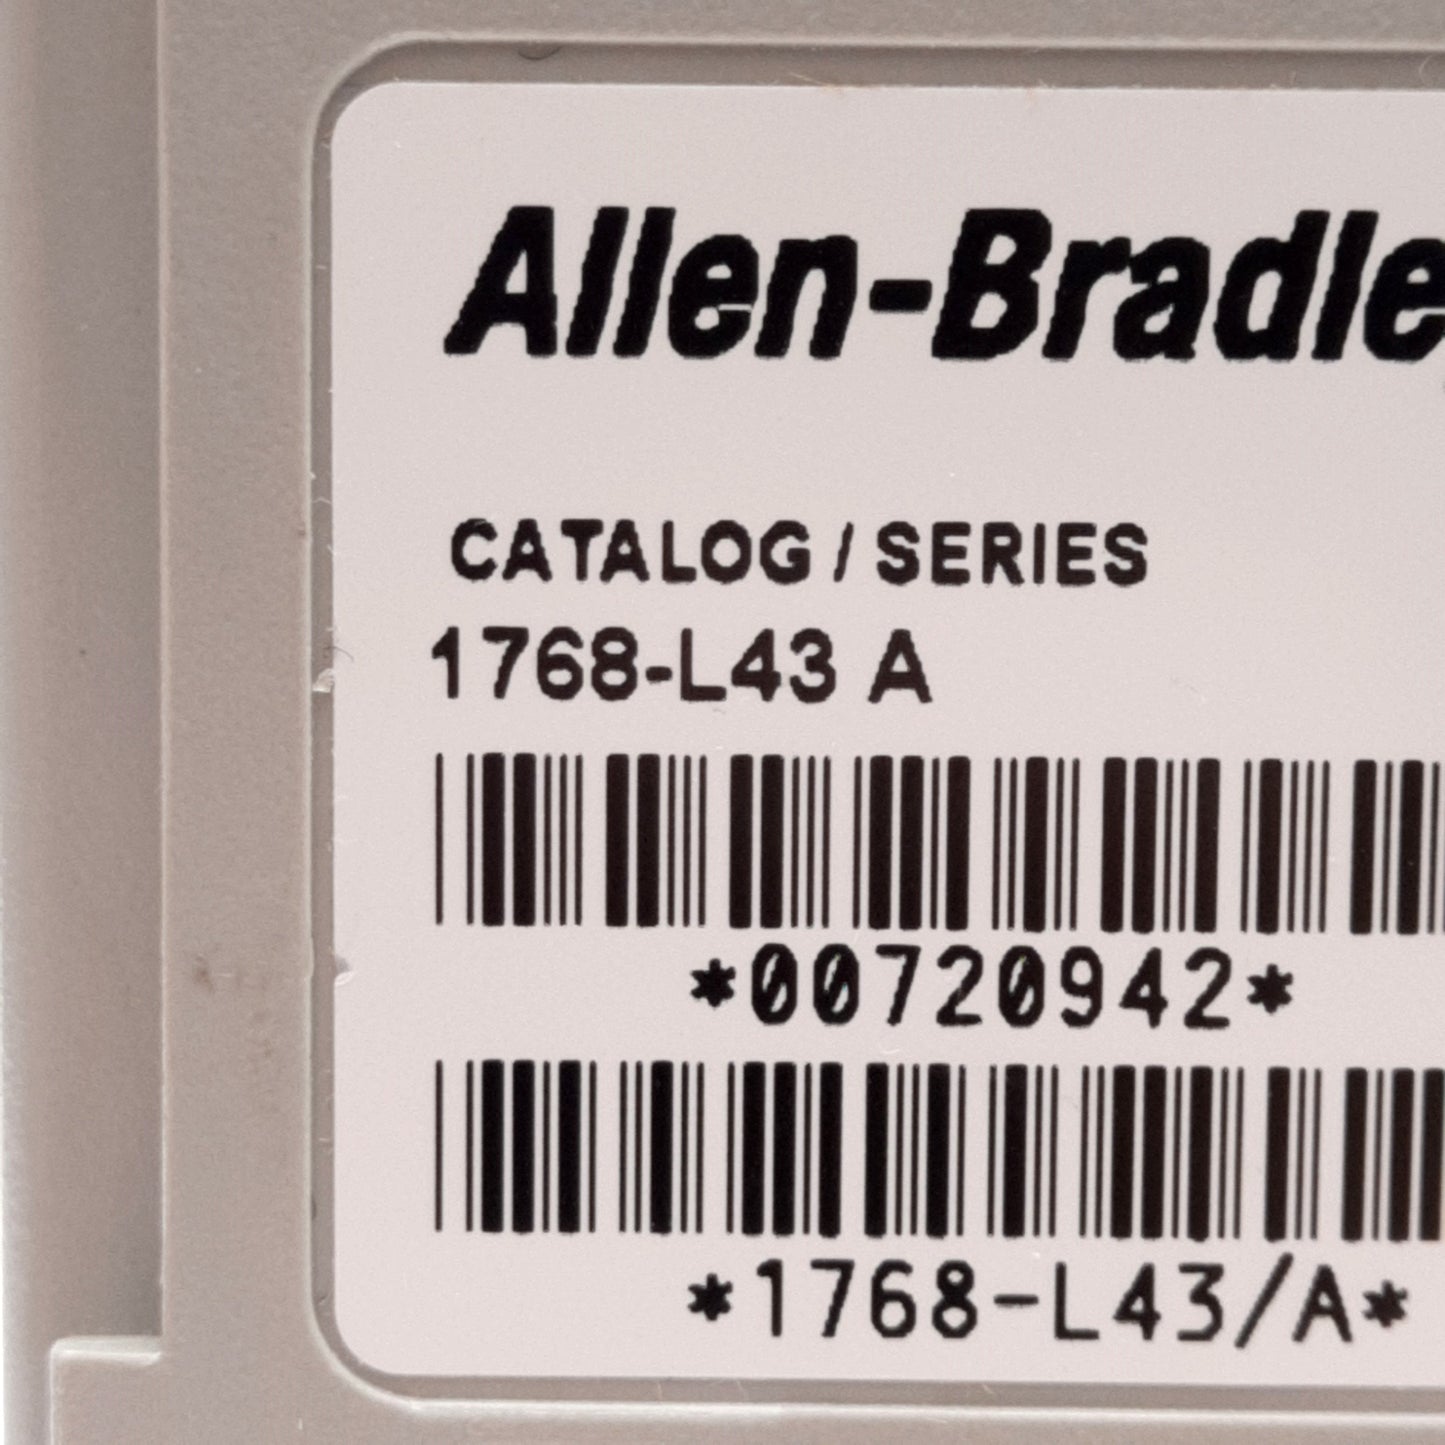 Allen-Bradle
CATALOG / SERIES
1768-L43 A
*00720942*
*1768-L43/A*